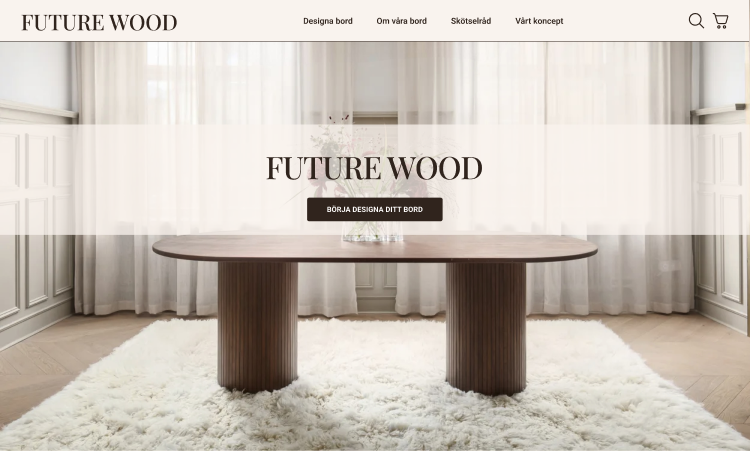 FUTURE WOOD
Designa bord Om våra bord Skötselråd Vårt koncept
FUTURE WOOD
BÖRJA DESIGNA DITT BORD